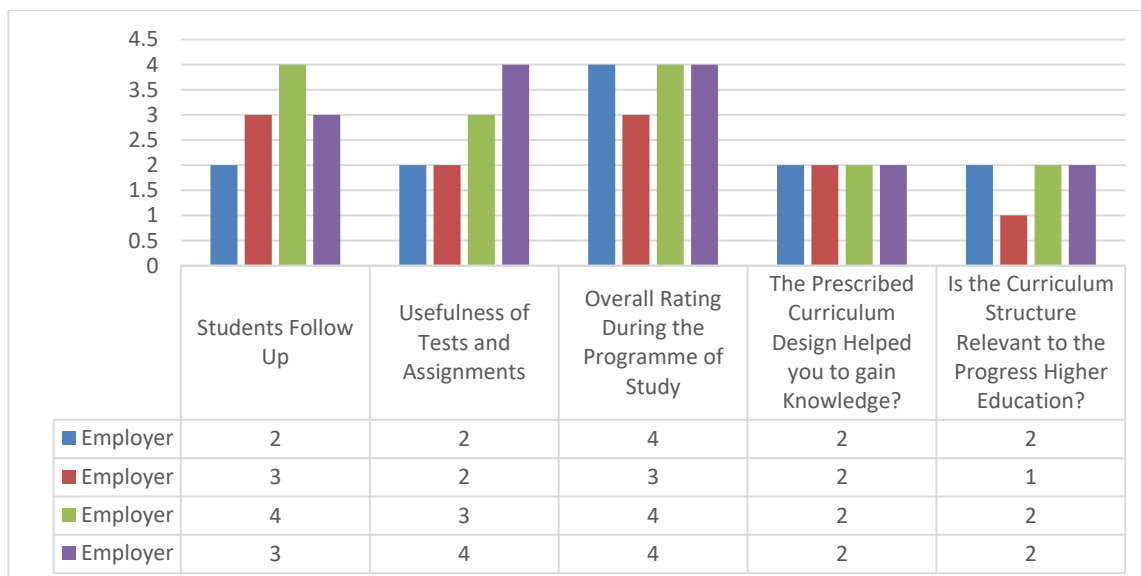 4.5
4
3.5
3
2.5
2
1.5
1
0.5
0
Students Follow
Up
Usefulness of
Tests and
Assignments
Overall Rating
During the
Programme of
Study
The Prescribed
Curriculum
Design Helped
you to gain
Knowledge?
Is the Curriculum
Structure
Relevant to the
Progress Higher
Education?
Employer 2 2 4 2 2
Employer 3 2 3 2 1
Employer 4 3 4 2 2
Employer 3 4 4 2 2